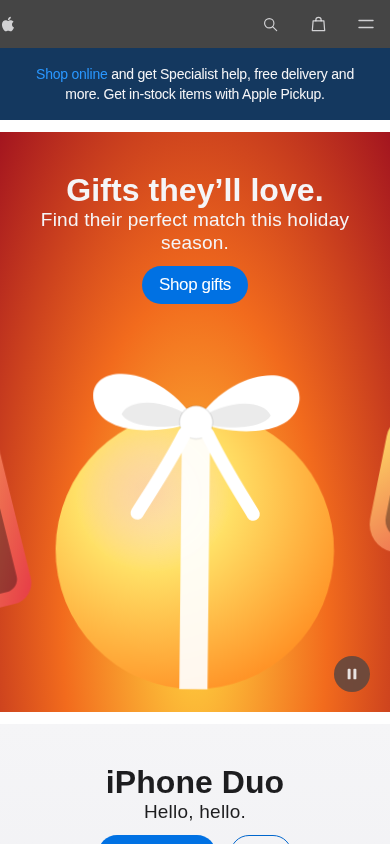 Shop online and get Specialist help, free delivery and
more. Get in-stock items with Apple Pickup.
Gifts they’ll love.
Find their perfect match this holiday
season.
Shop gifts
iPhone Duo
Hello, hello.